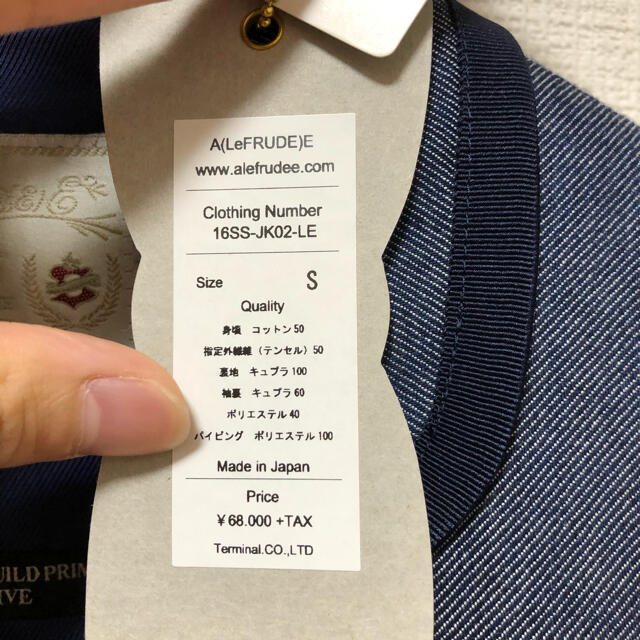 A(LeFRUDE)E
www.alefrudee.com
Clothing Number
16SS-JK02-LE
Size S
Quality
身頃 コットン50
指定外繊維（テンセル）50
裏地 キュプラ100
袖裏 キュプラ60
ポリエステル40
パイピング ポリエステル100
Made in Japan
Price
￥68.000 +TAX
Terminal.CO.,LTD